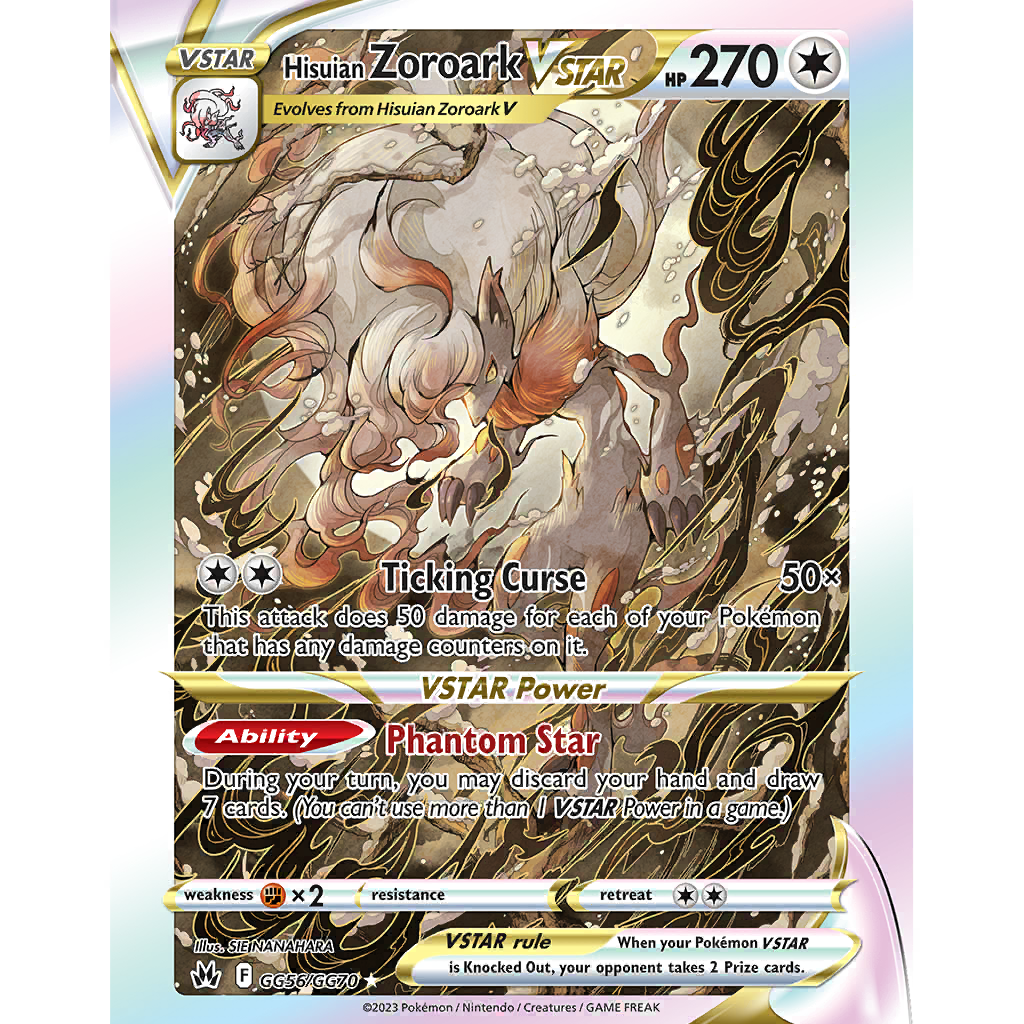 VSTAR
Hisuian Zoroark VSTAR HP 270
Evolves from Hisuian Zoroark V
Ticking Curse 50×
This attack does 50 damage for each of your Pokémon
that has any damage counters on it.
VSTAR Power
Ability Phantom Star
During your turn, you may discard your hand and draw
7 cards. (You can't use more than 1 VSTAR Power in a game.)
weakness ×2 resistance retreat
Illus. SIE NANAHARA
VSTAR rule When your Pokémon VSTAR
is Knocked Out, your opponent takes 2 Prize cards.
F GG56/GG70
©2023 Pokémon / Nintendo / Creatures / GAME FREAK